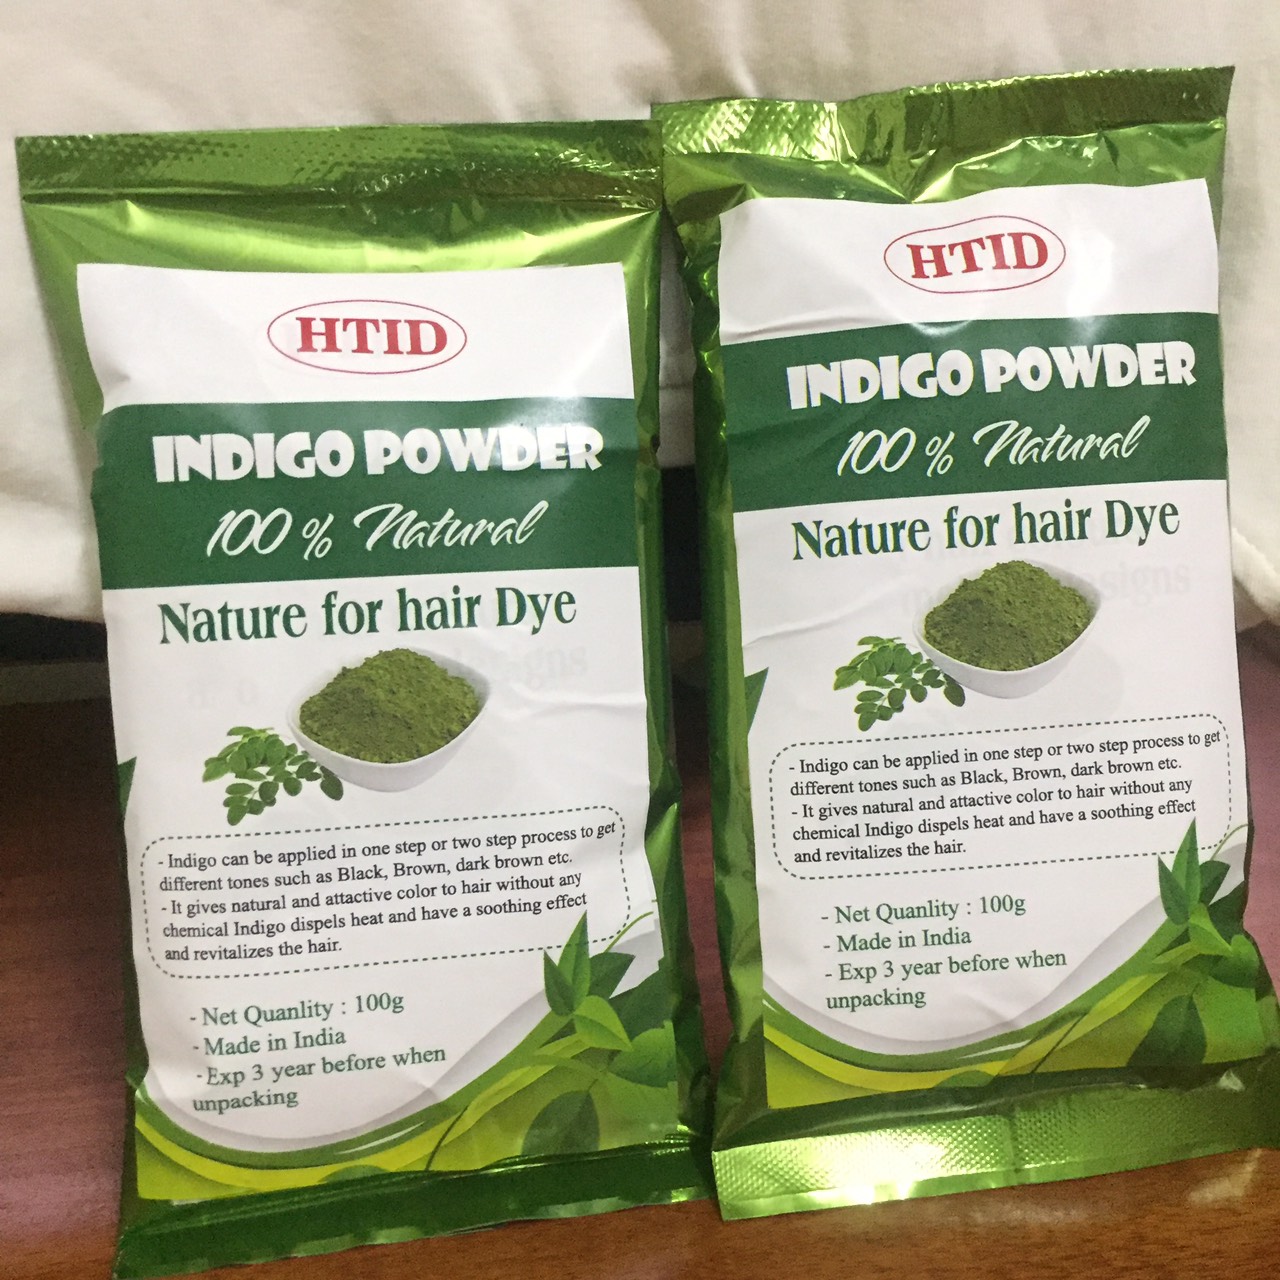 HTID
INDIGO POWDER
100 % Natural
Nature for hair Dye
- Indigo can be applied in one step or two step process to get
different tones such as Black, Brown, dark brown etc.
- It gives natural and attactive color to hair without any
chemical Indigo dispels heat and have a soothing effect
and revitalizes the hair.
- Net Quanlity : 100g
- Made in India
- Exp 3 year before when
unpacking
HTID
INDIGO POWDER
100 % Natural
Nature for hair Dye
- Indigo can be applied in one step or two step process to get
different tones such as Black, Brown, dark brown etc.
- It gives natural and attactive color to hair without any
chemical Indigo dispels heat and have a soothing effect
and revitalizes the hair.
- Net Quanlity : 100g
- Made in India
- Exp 3 year before when
unpacking